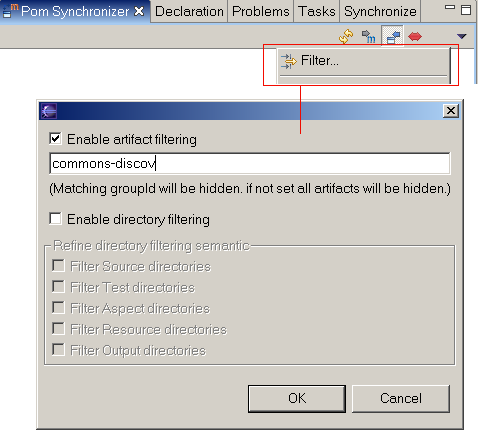 Pom Synchronizer Declaration Problems Tasks Synchronize
Filter...
Enable artifact filtering
commons-discov
(Matching groupId will be hidden. if not set all artifacts will be hidden.)
Enable directory filtering
Refine directory filtering semantic
Filter Source directories
Filter Test directories
Filter Aspect directories
Filter Resource directories
Filter Output directories
OK Cancel